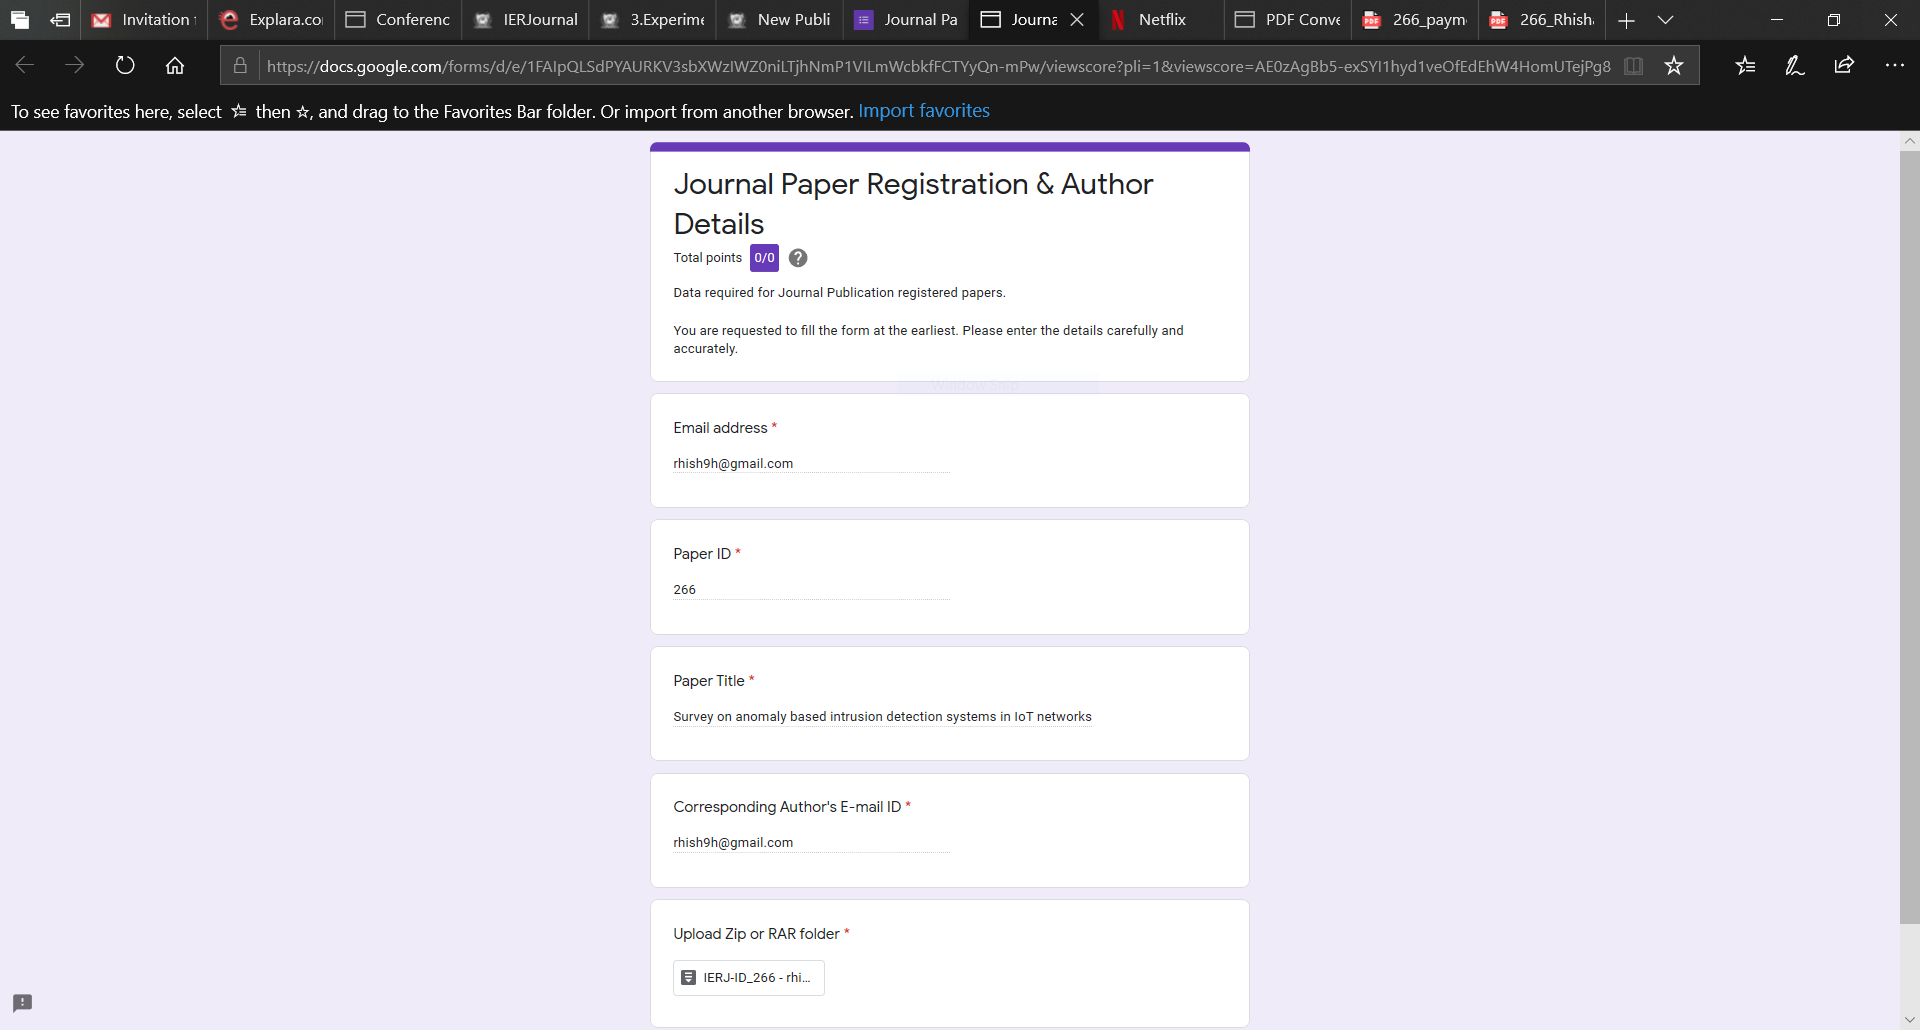 Invitation
Explara.co
Conferenc
IERJournal
3.Experime
New Publi
Journal Pa
Journa
Netflix
PDF Conve
266_paym
266_Rhish
https://docs.google.com/forms/d/e/1FAIpQLSdPYAURKV3sbXWzIWZ0niLTjhNmP1VILmWcbkfFCTYyQn-mPw/viewscore?pli=1&viewscore=AE0zAgBb5-exSYI1hyd1veOfEdEhW4HomUTejPg8
To see favorites here, select then ☆, and drag to the Favorites Bar folder. Or import from another browser. Import favorites
Journal Paper Registration & Author
Details
Total points 0/0 ?
Data required for Journal Publication registered papers.
You are requested to fill the form at the earliest. Please enter the details carefully and
accurately.
Window Snip
Email address *
rhish9h@gmail.com
Paper ID *
266
Paper Title *
Survey on anomaly based intrusion detection systems in IoT networks
Corresponding Author's E-mail ID *
rhish9h@gmail.com
Upload Zip or RAR folder *
IERJ-ID_266 - rhi...